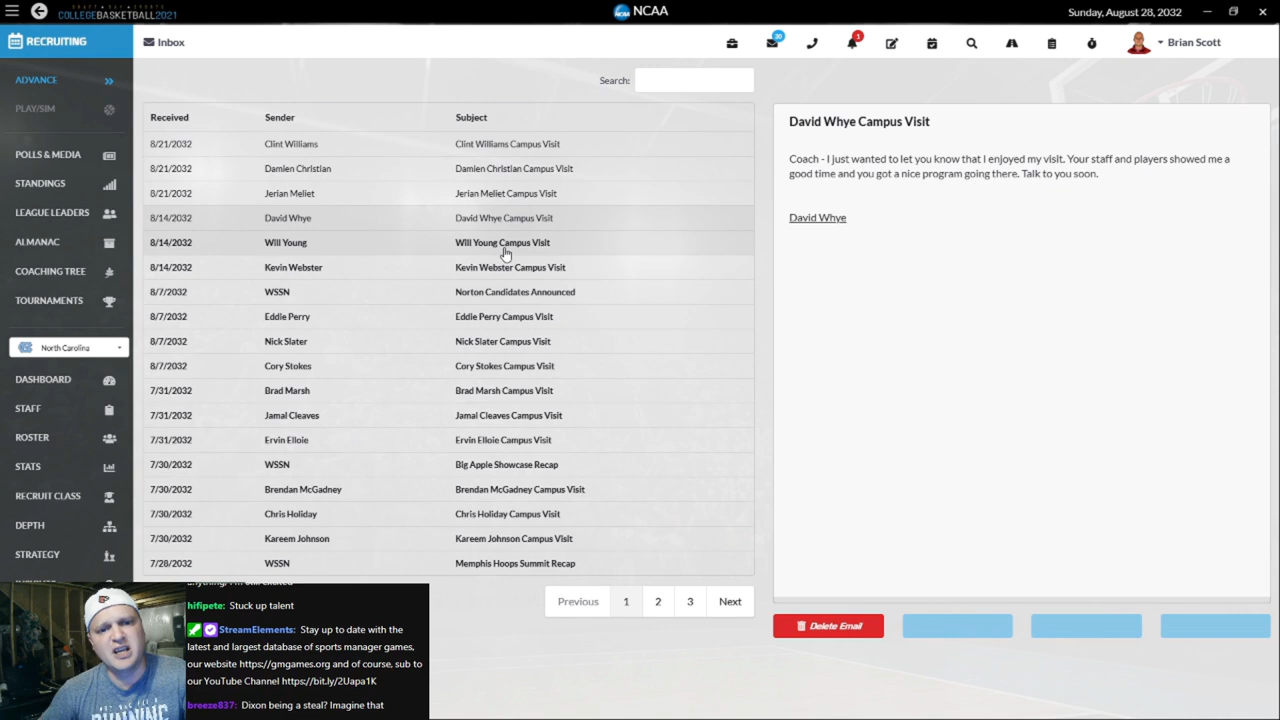 DRAFT DAY SPORTS
COLLEGEBASKETBALL2021
NCAA
Sunday, August 28, 2032
RECRUITING
Inbox
30
1
Brian Scott
ADVANCE
PLAY/SIM
POLLS & MEDIA
STANDINGS
LEAGUE LEADERS
ALMANAC
COACHING TREE
TOURNAMENTS
North Carolina
DASHBOARD
STAFF
ROSTER
STATS
RECRUIT CLASS
DEPTH
STRATEGY
Search:
Received Sender Subject
8/21/2032 Clint Williams Clint Williams Campus Visit
8/21/2032 Damien Christian Damien Christian Campus Visit
8/21/2032 Jerian Meliet Jerian Meliet Campus Visit
8/14/2032 David Whye David Whye Campus Visit
8/14/2032 Will Young Will Young Campus Visit
8/14/2032 Kevin Webster Kevin Webster Campus Visit
8/7/2032 WSSN Norton Candidates Announced
8/7/2032 Eddie Perry Eddie Perry Campus Visit
8/7/2032 Nick Slater Nick Slater Campus Visit
8/7/2032 Cory Stokes Cory Stokes Campus Visit
7/31/2032 Brad Marsh Brad Marsh Campus Visit
7/31/2032 Jamal Cleaves Jamal Cleaves Campus Visit
7/31/2032 Ervin Elloie Ervin Elloie Campus Visit
7/30/2032 WSSN Big Apple Showcase Recap
7/30/2032 Brendan McGadney Brendan McGadney Campus Visit
7/30/2032 Chris Holiday Chris Holiday Campus Visit
7/30/2032 Kareem Johnson Kareem Johnson Campus Visit
7/28/2032 WSSN Memphis Hoops Summit Recap
Previous 1 2 3 Next
David Whye Campus Visit
Coach - I just wanted to let you know that I enjoyed my visit. Your staff and players showed me a
good time and you got a nice program going there. Talk to you soon.
David Whye
Delete Email
hifipete: Stuck up talent
StreamElements: Stay up to date with the
latest and largest database of sports manager games,
our website https://gmgames.org and of course, sub to
our YouTube Channel https://bit.ly/2Uapa1K
breeze837: Dixon being a steal? Imagine that
RUNNING